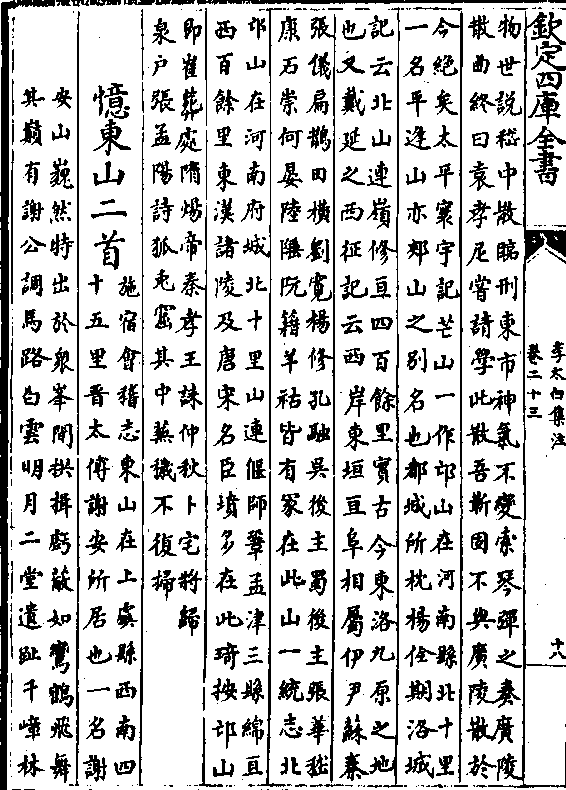 欽定四庫全書
李太白集注
卷二十三
十八
物世説嵇中散臨刑東市神氣不變索琴彈之奏廣陵
散曲終曰袁孝尼嘗請學此散吾靳固不與廣陵散於
今絶矣太平寰宇記芒山一作邙山在河南縣北十里
一名平逢山亦郟山之别名也都城所枕楊佺期洛城
記云北山連嶺修亘四百餘里實古今東洛九原之地
也又戴延之西征記云西岸東垣亘阜相屬伊尹蘇秦
張儀扁鵲田横劉寛楊修孔融吳後主蜀後主張華嵇
康石崇何晏陸陲阮籍羊祜皆有冢在此山一統志北
邙山在河南府城北十里山連偃師鞏孟津三縣綿亘
西百餘里東漢諸陵及唐宋名臣墳多在此琦按邙山
即崔葬處隋煬帝秦孝王誄仲秋卜宅將歸
泉户張孟陽詩狐兎窟其中蕪穢不復掃
憶東山二首
施宿會稽志東山在上虞縣西南四
十五里晉太傅謝安所居也一名謝
安山巍然特出於衆峯間拱揖虧蔽如鸞鶴飛舞
其巔有謝公調馬路白雲明月二堂遺趾千嶂林